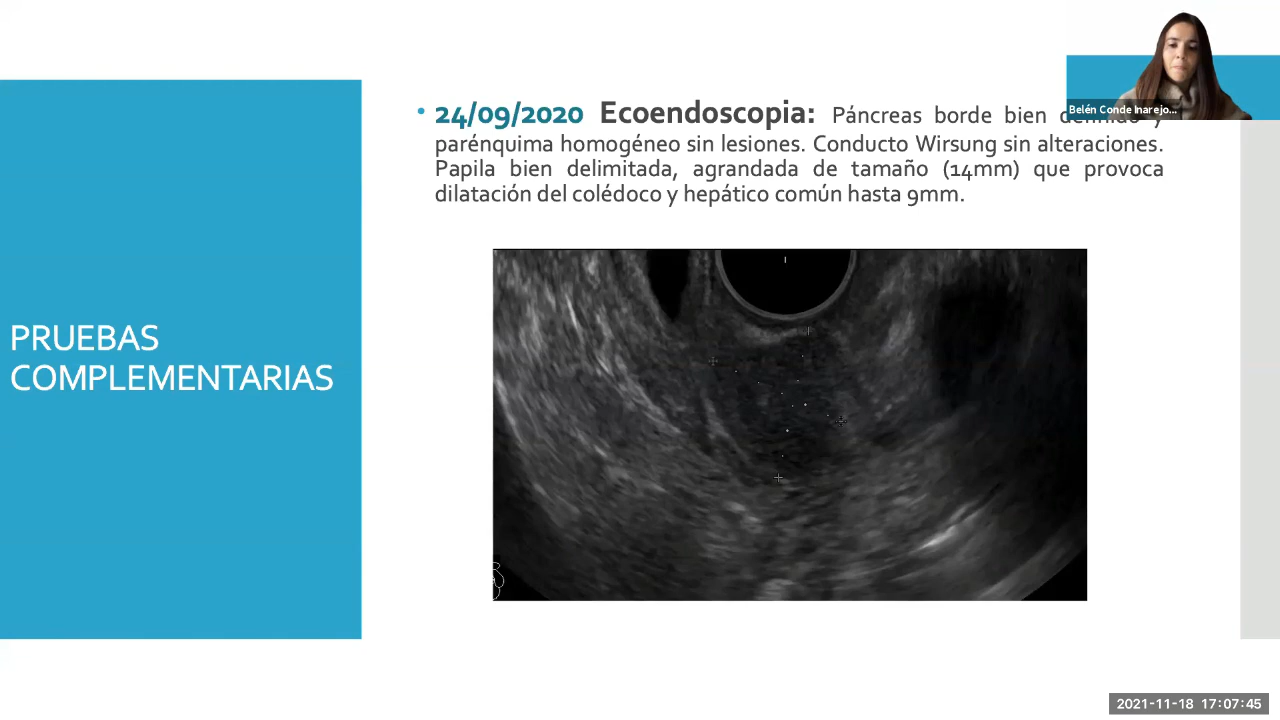 PRUEBAS
COMPLEMENTARIAS
• 24/09/2020 Ecoendoscopia: Páncreas borde bien definido y
parénquima homogéneo sin lesiones. Conducto Wirsung sin alteraciones.
Papila bien delimitada, agrandada de tamaño (14mm) que provoca
dilatación del colédoco y hepático común hasta 9mm.
Belén Conde Inarejo...
2021-11-18 17:07:45